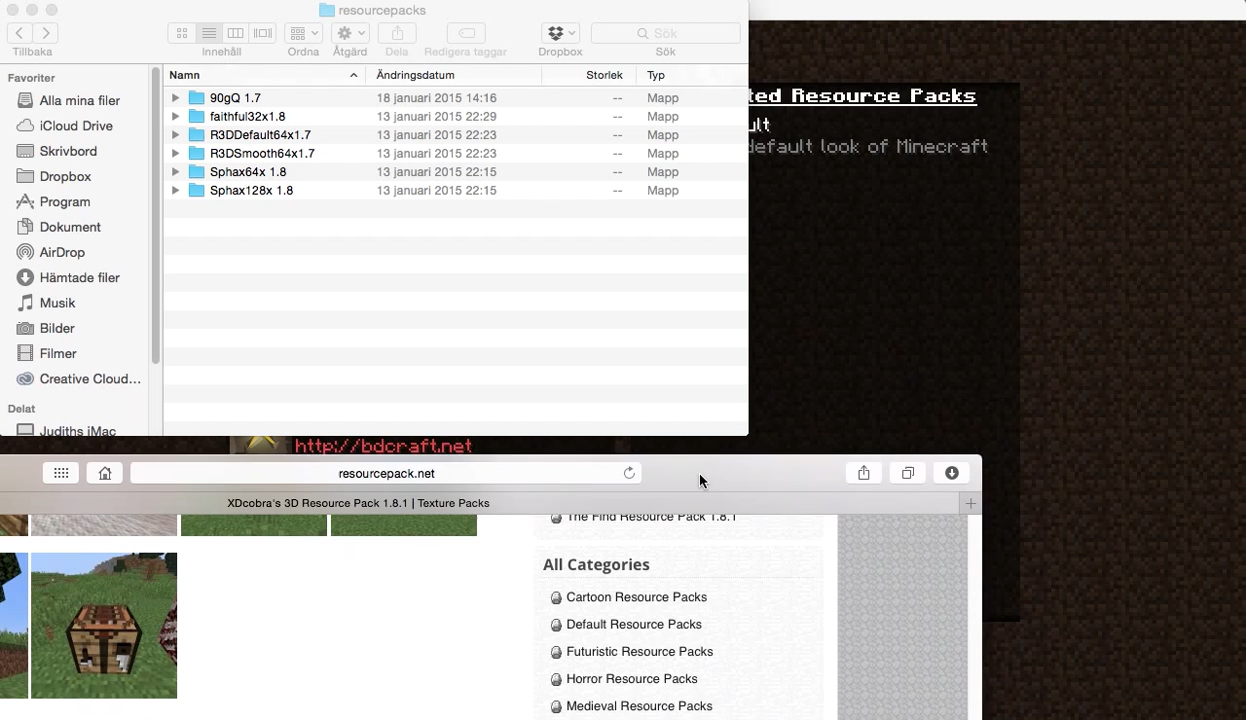 resourcepacks
Tillbaka
Innehåll
Ordna
Åtgärd
Dela
Redigera taggar
Dropbox
Sök
Sök
Favoriter
Alla mina filer
iCloud Drive
Skrivbord
Dropbox
Program
Dokument
AirDrop
Hämtade filer
Musik
Bilder
Filmer
Creative Cloud...
Delat
Judiths iMac
Namn Ändringsdatum Storlek Typ
90gQ 1.7 18 januari 2015 14:16 -- Mapp
faithful32x1.8 13 januari 2015 22:29 -- Mapp
R3DDefault64x1.7 13 januari 2015 22:23 -- Mapp
R3DSmooth64x1.7 13 januari 2015 22:23 -- Mapp
Sphax64x 1.8 13 januari 2015 22:15 -- Mapp
Sphax128x 1.8 13 januari 2015 22:15 -- Mapp
ted Resource Packs
ult
default look of Minecraft
http://bdcraft.net
resourcepack.net
XDcobra's 3D Resource Pack 1.8.1 | Texture Packs
The Find Resource Pack 1.8.1
All Categories
Cartoon Resource Packs
Default Resource Packs
Futuristic Resource Packs
Horror Resource Packs
Medieval Resource Packs